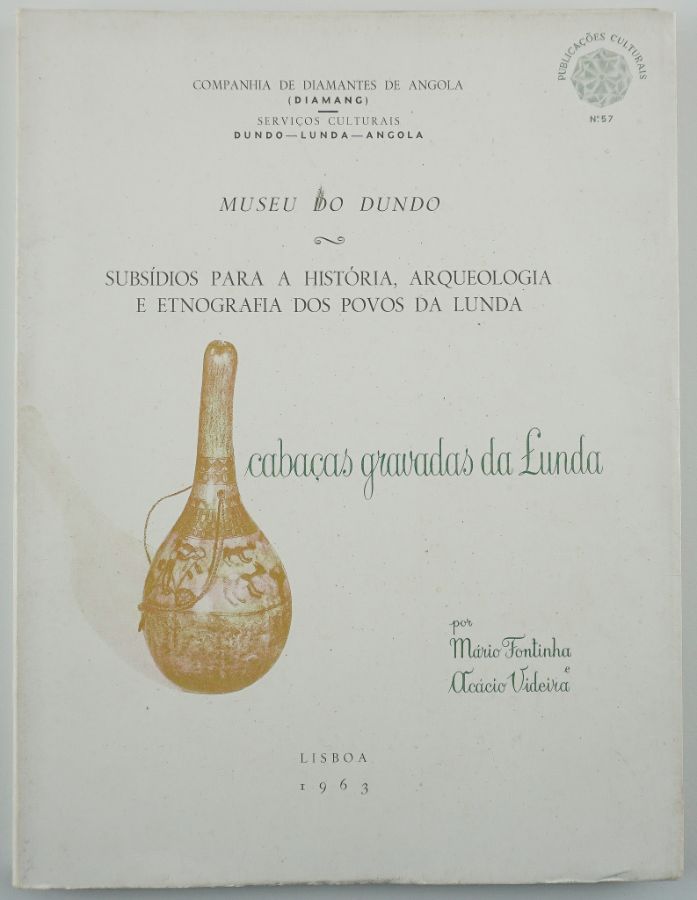 PUBLICAÇÕES CULTURAIS
Nº 57
COMPANHIA DE DIAMANTES DE ANGOLA
(DIAMANG)
SERVIÇOS CULTURAIS
DUNDO—LUNDA—ANGOLA
MUSEU DO DUNDO
SUBSÍDIOS PARA A HISTÓRIA, ARQUEOLOGIA
E ETNOGRAFIA DOS POVOS DA LUNDA
cabaças gravadas da Lunda
por
Mário Fontinha
e
Acácio Videira
LISBOA
1963